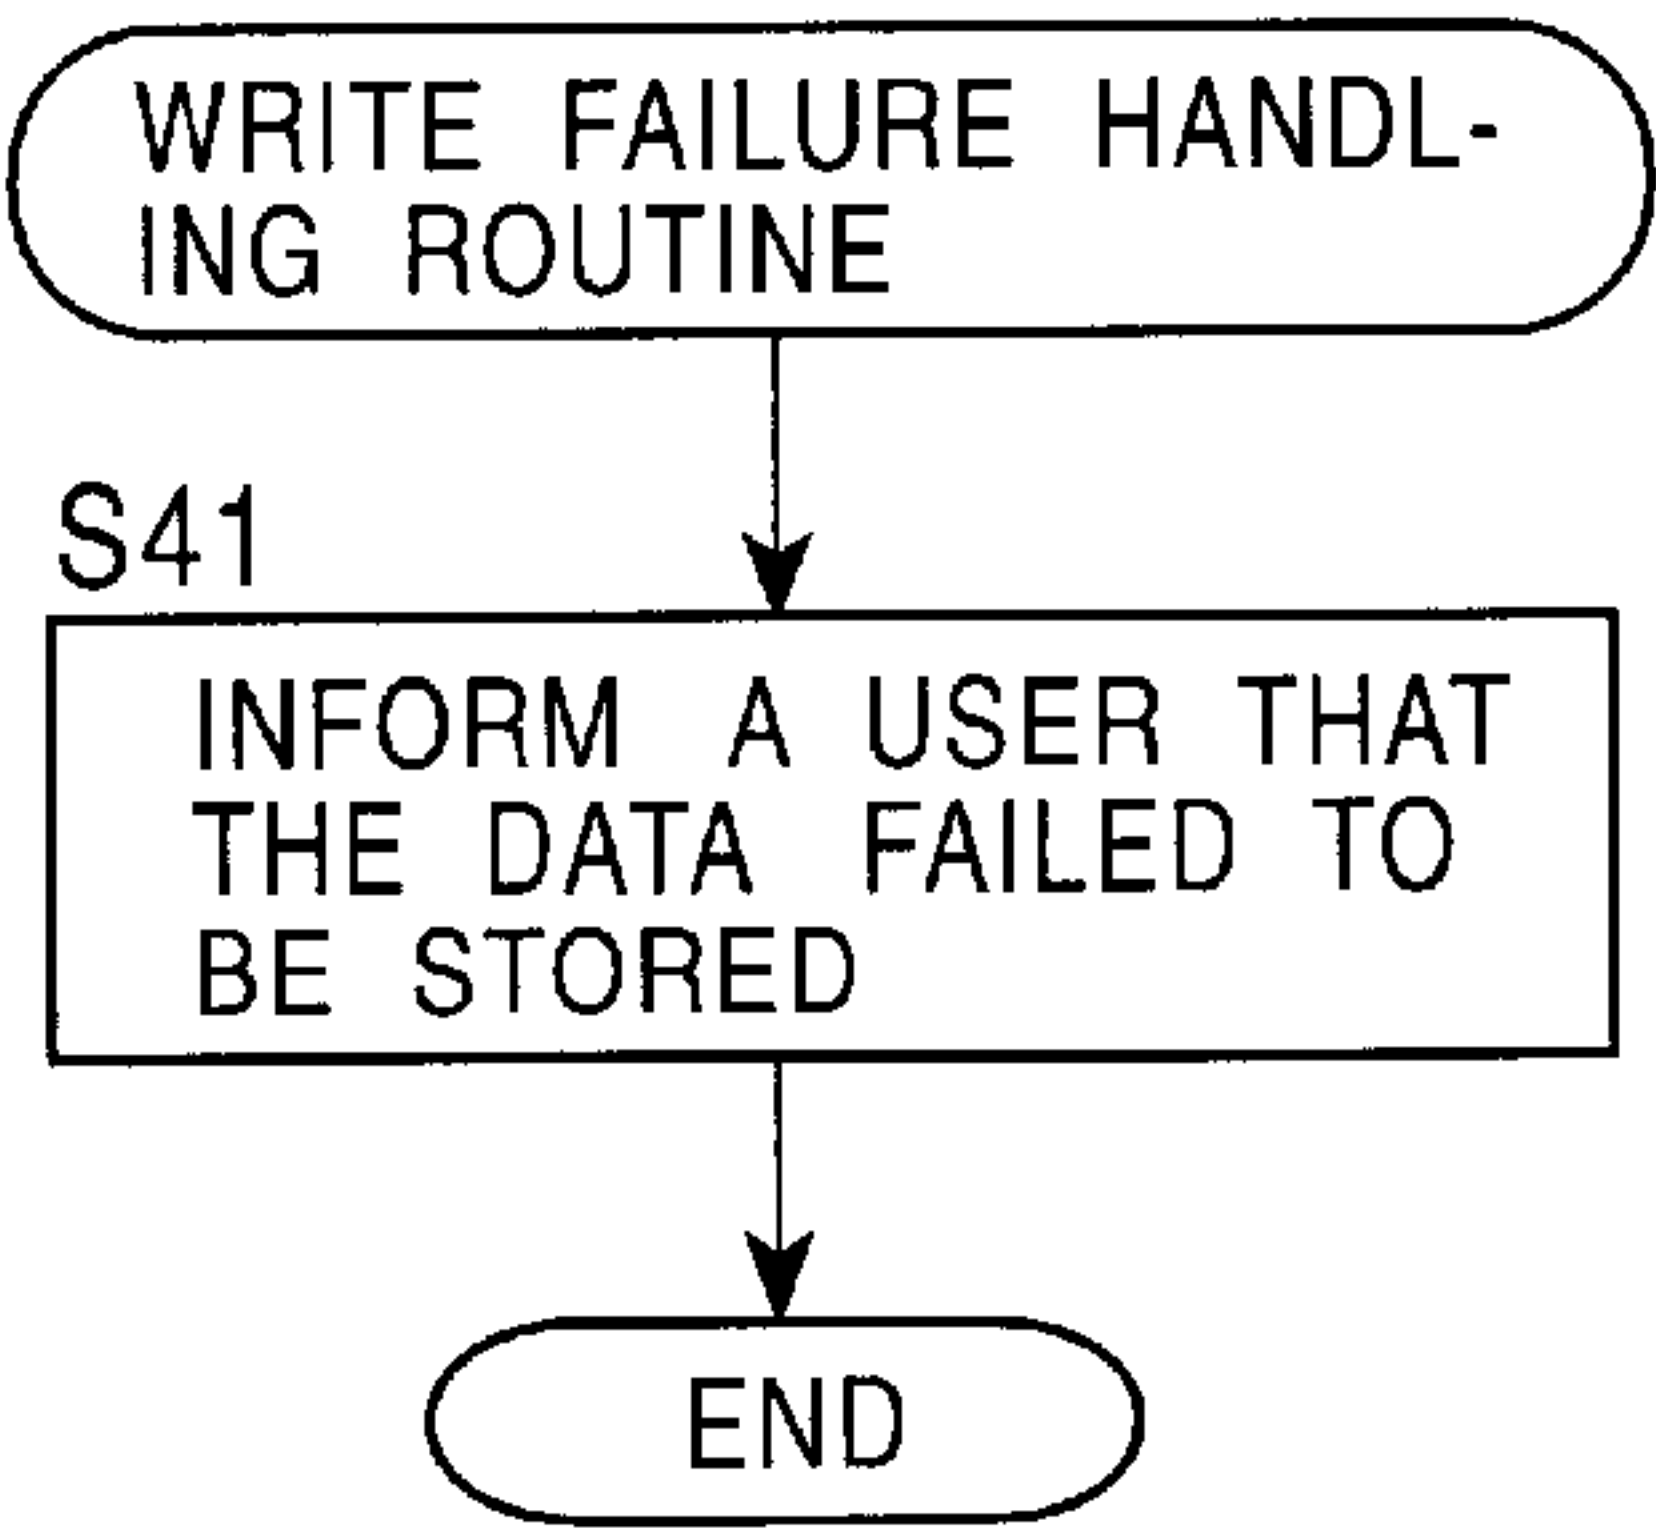 WRITE FAILURE HANDL-
ING ROUTINE
S41
INFORM A USER THAT
THE DATA FAILED TO
BE STORED
END